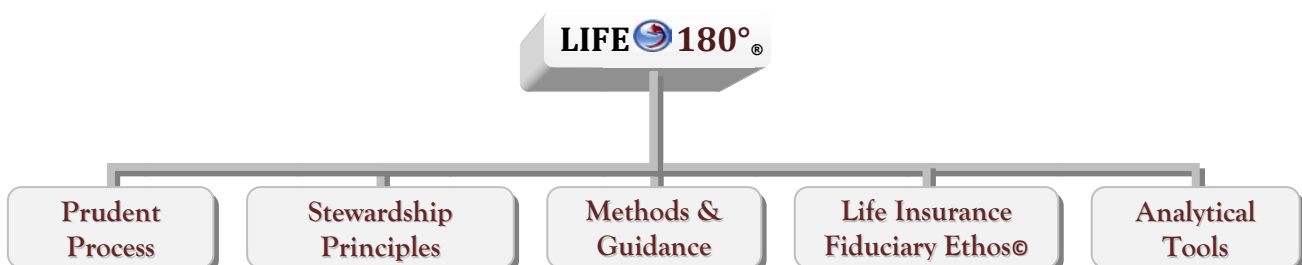 LIFE 180°®
Prudent
Process
Stewardship
Principles
Methods &
Guidance
Life Insurance
Fiduciary Ethos©
Analytical
Tools